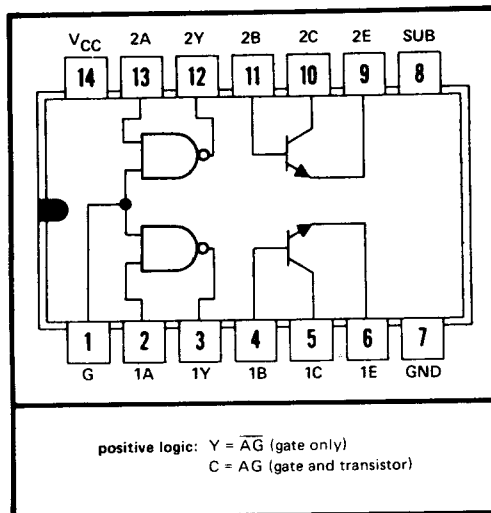 VCC 2A 2Y 2B 2C 2E SUB
14 13 12 11 10 9 8
1 2 3 4 5 6 7
G 1A 1Y 1B 1C 1E GND
positive logic: Y = A̅G̅ (gate only)
C = AG (gate and transistor)